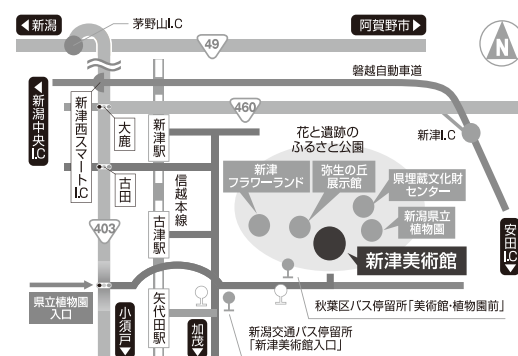 新潟
茅野山I.C
阿賀野市
49
N
磐越自動車道
新潟中央I.C
新津西スマートI.C
460
大鹿
新津駅
花と遺跡の
ふるさと公園
新津I.C
新津
フラワーランド
弥生の丘
展示館
県埋蔵文化財
センター
古田
信越本線
新潟県立
植物園
403
古津駅
新津美術館
安田I.C
県立植物園
入口
小須戸
矢代田駅
加茂
秋葉区バス停留所「美術館・植物園前」
新潟交通バス停留所
「新津美術館入口」